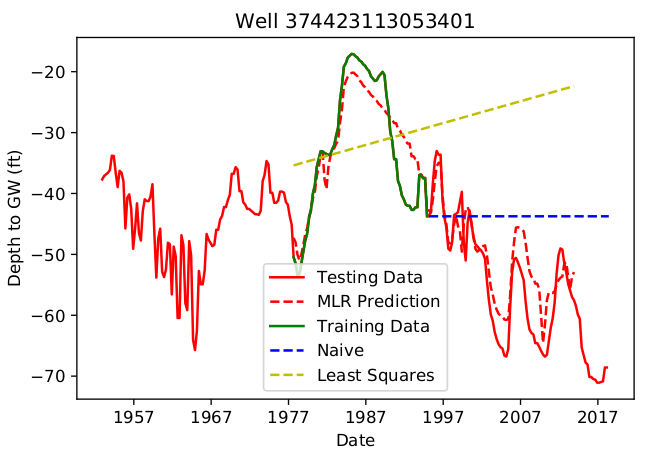 Well 374423113053401
Depth to GW (ft)
−20
−30
−40
−50
−60
−70
Testing Data
MLR Prediction
Training Data
Naive
Least Squares
1957 1967 1977 1987 1997 2007 2017
Date